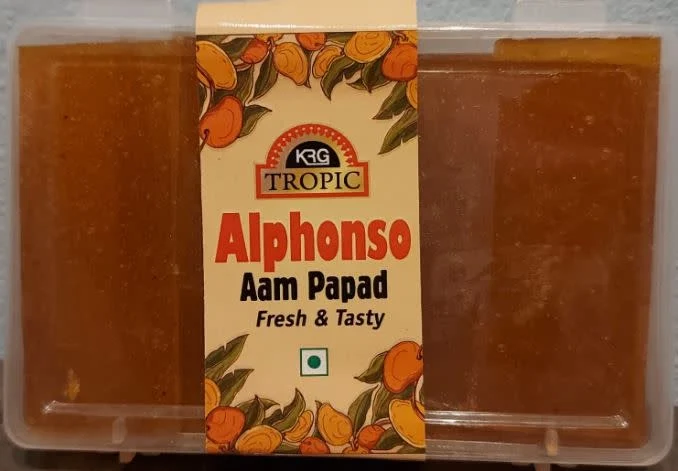 KRG
TROPIC
Alphonso
Aam Papad
Fresh & Tasty